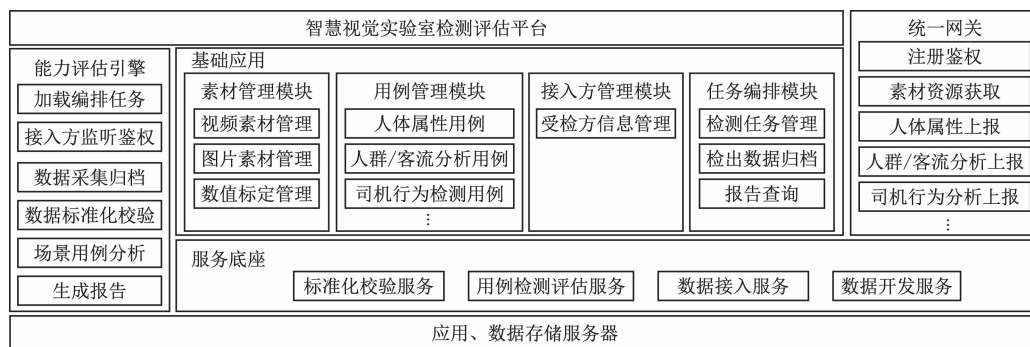 智慧视觉实验室检测评估平台
能力评估引擎
加载编排任务
接入方监听鉴权
数据采集归档
数据标准化校验
场景用例分析
生成报告
基础应用
素材管理模块
视频素材管理
图片素材管理
数值标定管理
用例管理模块
人体属性用例
人群/客流分析用例
司机行为检测用例
⋮
接入方管理模块
受检方信息管理
任务编排模块
检测任务管理
检出数据归档
报告查询
统一网关
注册鉴权
素材资源获取
人体属性上报
人群/客流分析上报
司机行为分析上报
⋮
服务底座
标准化校验服务
用例检测评估服务
数据接入服务
数据开发服务
应用、数据存储服务器